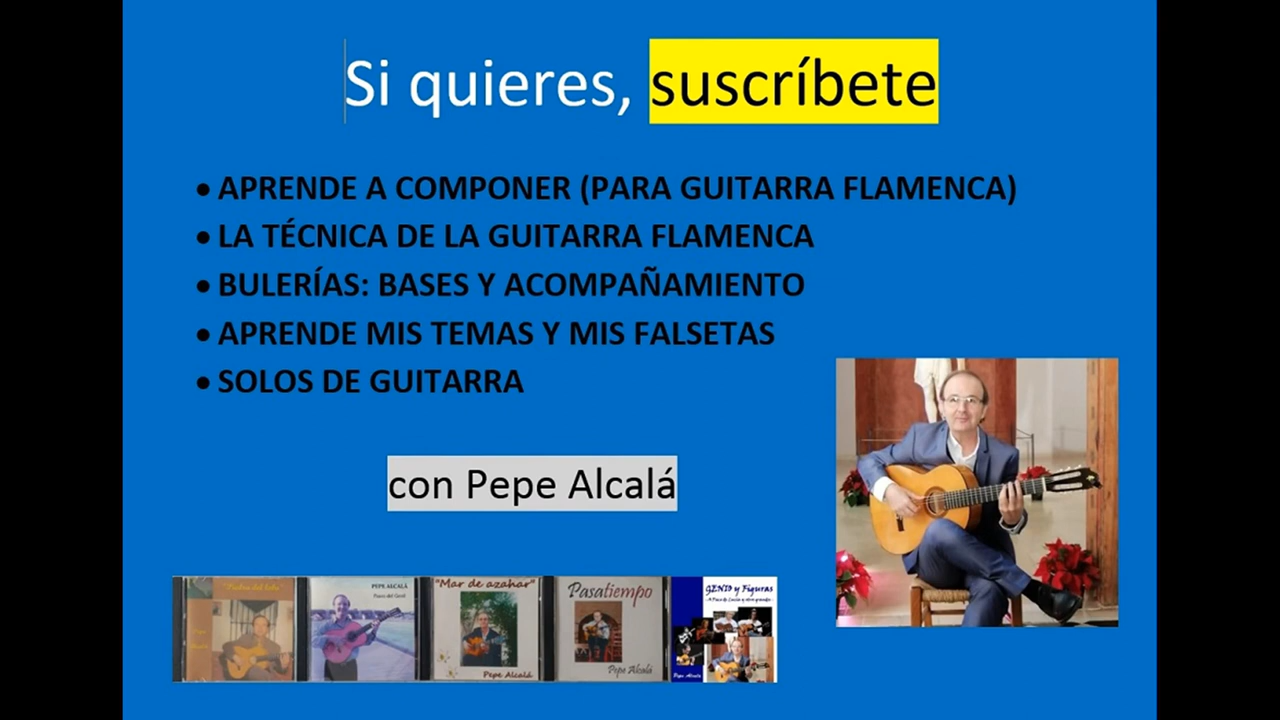 Si quieres, suscríbete
• APRENDE A COMPONER (PARA GUITARRA FLAMENCA)
• LA TÉCNICA DE LA GUITARRA FLAMENCA
• BULERÍAS: BASES Y ACOMPAÑAMIENTO
• APRENDE MIS TEMAS Y MIS FALSETAS
• SOLOS DE GUITARRA
con Pepe Alcalá
PEPE ALCALÁ
"Mar de azahar"
Pepe Alcalá
Pasatiempo
Pepe Alcalá
GENIO y Figuras
Pepe Alcalá